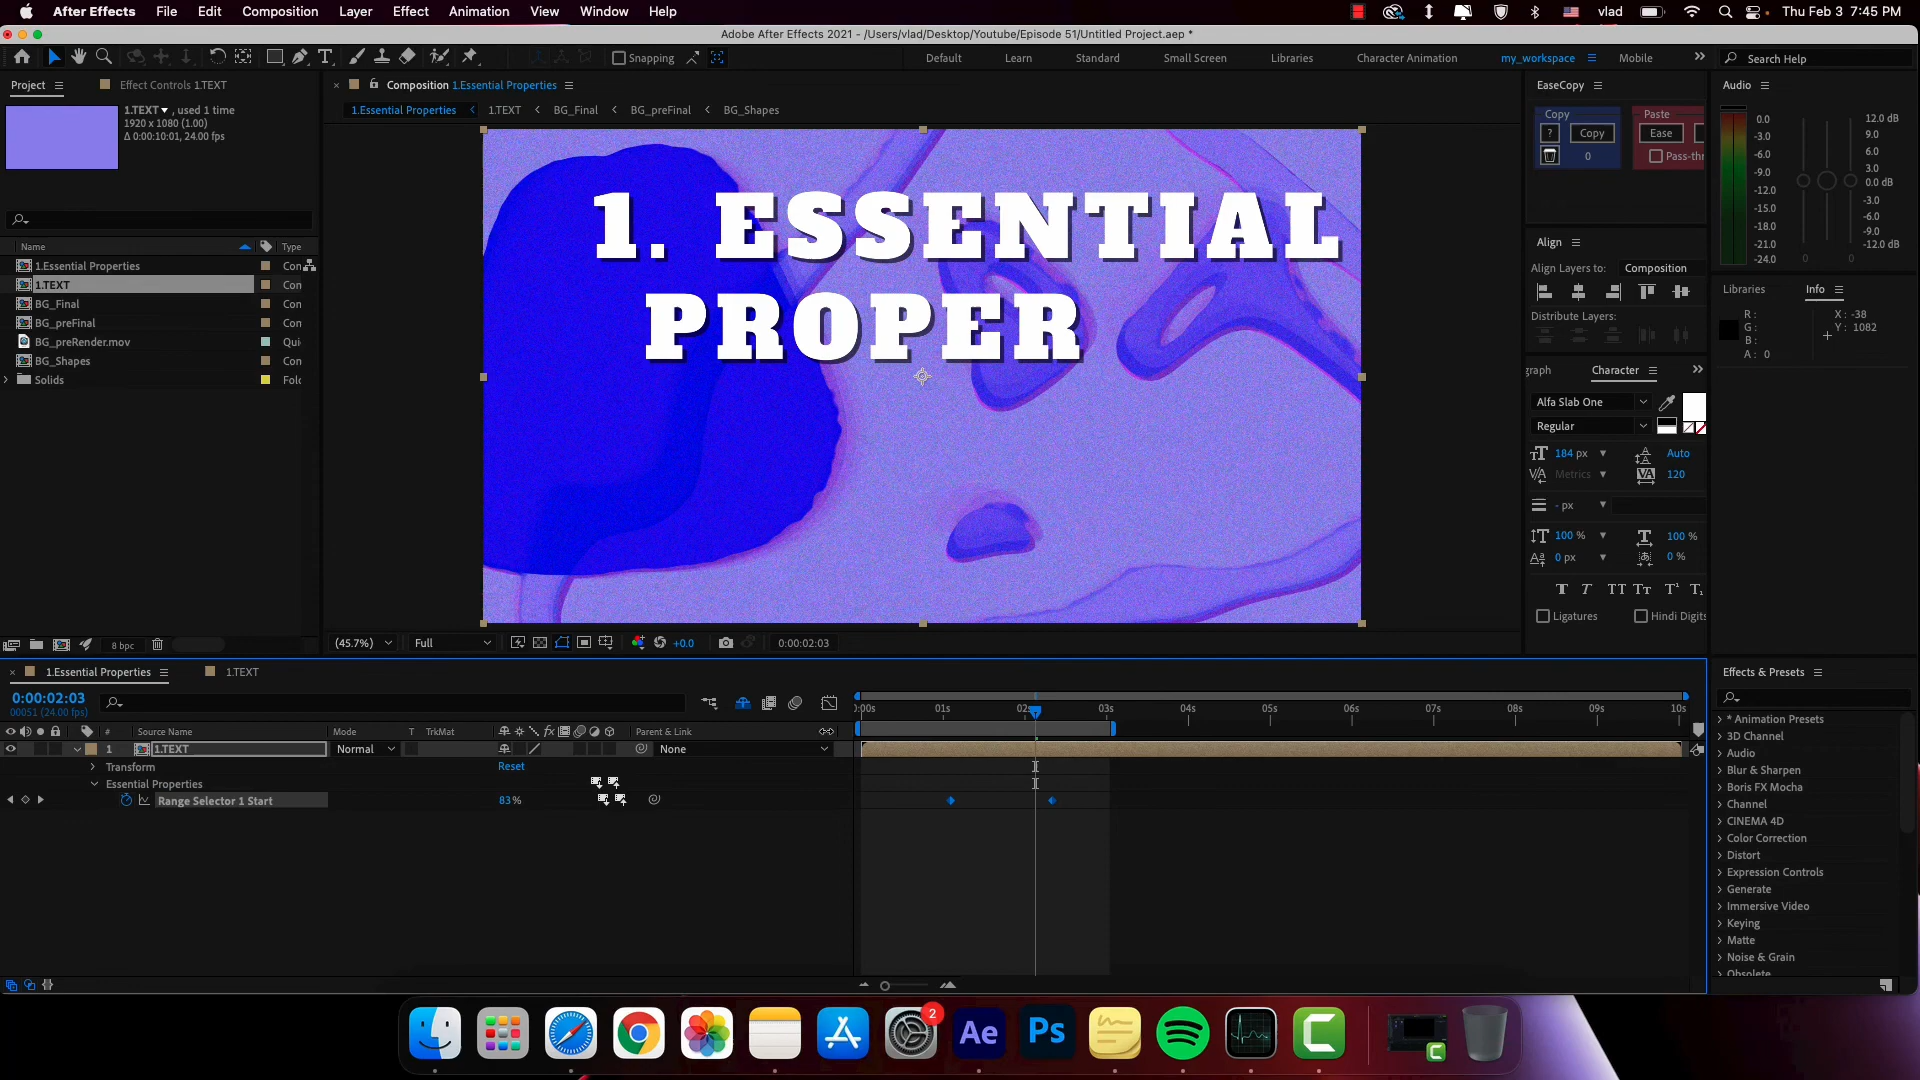 After Effects File Edit Composition Layer Effect Animation View Window Help vlad Thu Feb 3 7:45 PM
Adobe After Effects 2021 - /Users/vlad/Desktop/Youtube/Episode 51/Untitled Project.aep *
Snapping Default Learn Standard Small Screen Libraries Character Animation my_workspace Mobile Search Help
Project Effect Controls 1.TEXT Composition 1.Essential Properties EaseCopy Audio
1.TEXT , used 1 time
1920 x 1080 (1.00)
Δ 0:00:10:01, 24.00 fps
1.Essential Properties 1.TEXT BG_Final BG_preFinal BG_Shapes
Name Type
1.Essential Properties Con
1.TEXT Con
BG_Final Con
BG_preFinal Con
BG_preRender.mov Qui
BG_Shapes Con
Solids Fold
8 bpc
1. ESSENTIAL
PROPER
(45.7%) Full +0.0 0:00:02:03
Copy Paste
? Copy Ease
0 Pass-thr
Align
Align Layers to: Composition
Distribute Layers:
graph Character
Alfa Slab One
Regular
184 px Auto
Metrics 120
- px
100 % 100 %
0 px 0 %
T T TT Tt T¹ T₁
Ligatures Hindi Digits
0.0 12.0 dB
-3.0 9.0
-6.0 6.0
-9.0 3.0
-12.0 0.0 dB
-15.0 -3.0
-18.0 -6.0
-21.0 -9.0
-24.0 -12.0 dB
0 0
Libraries Info
R : X : -38
G : Y : 1082
B :
A : 0
1.Essential Properties 1.TEXT
0:00:02:03
00051 (24.00 fps)
0:00s 01s 02s 03s 04s 05s 06s 07s 08s 09s 10s
# Source Name Mode T TrkMat fx Parent & Link
1 1.TEXT Normal None
Transform Reset
Essential Properties
Range Selector 1 Start 83%
Effects & Presets
* Animation Presets
3D Channel
Audio
Blur & Sharpen
Boris FX Mocha
Channel
CINEMA 4D
Color Correction
Distort
Expression Controls
Generate
Immersive Video
Keying
Matte
Noise & Grain
Obsolete
2
Ae Ps